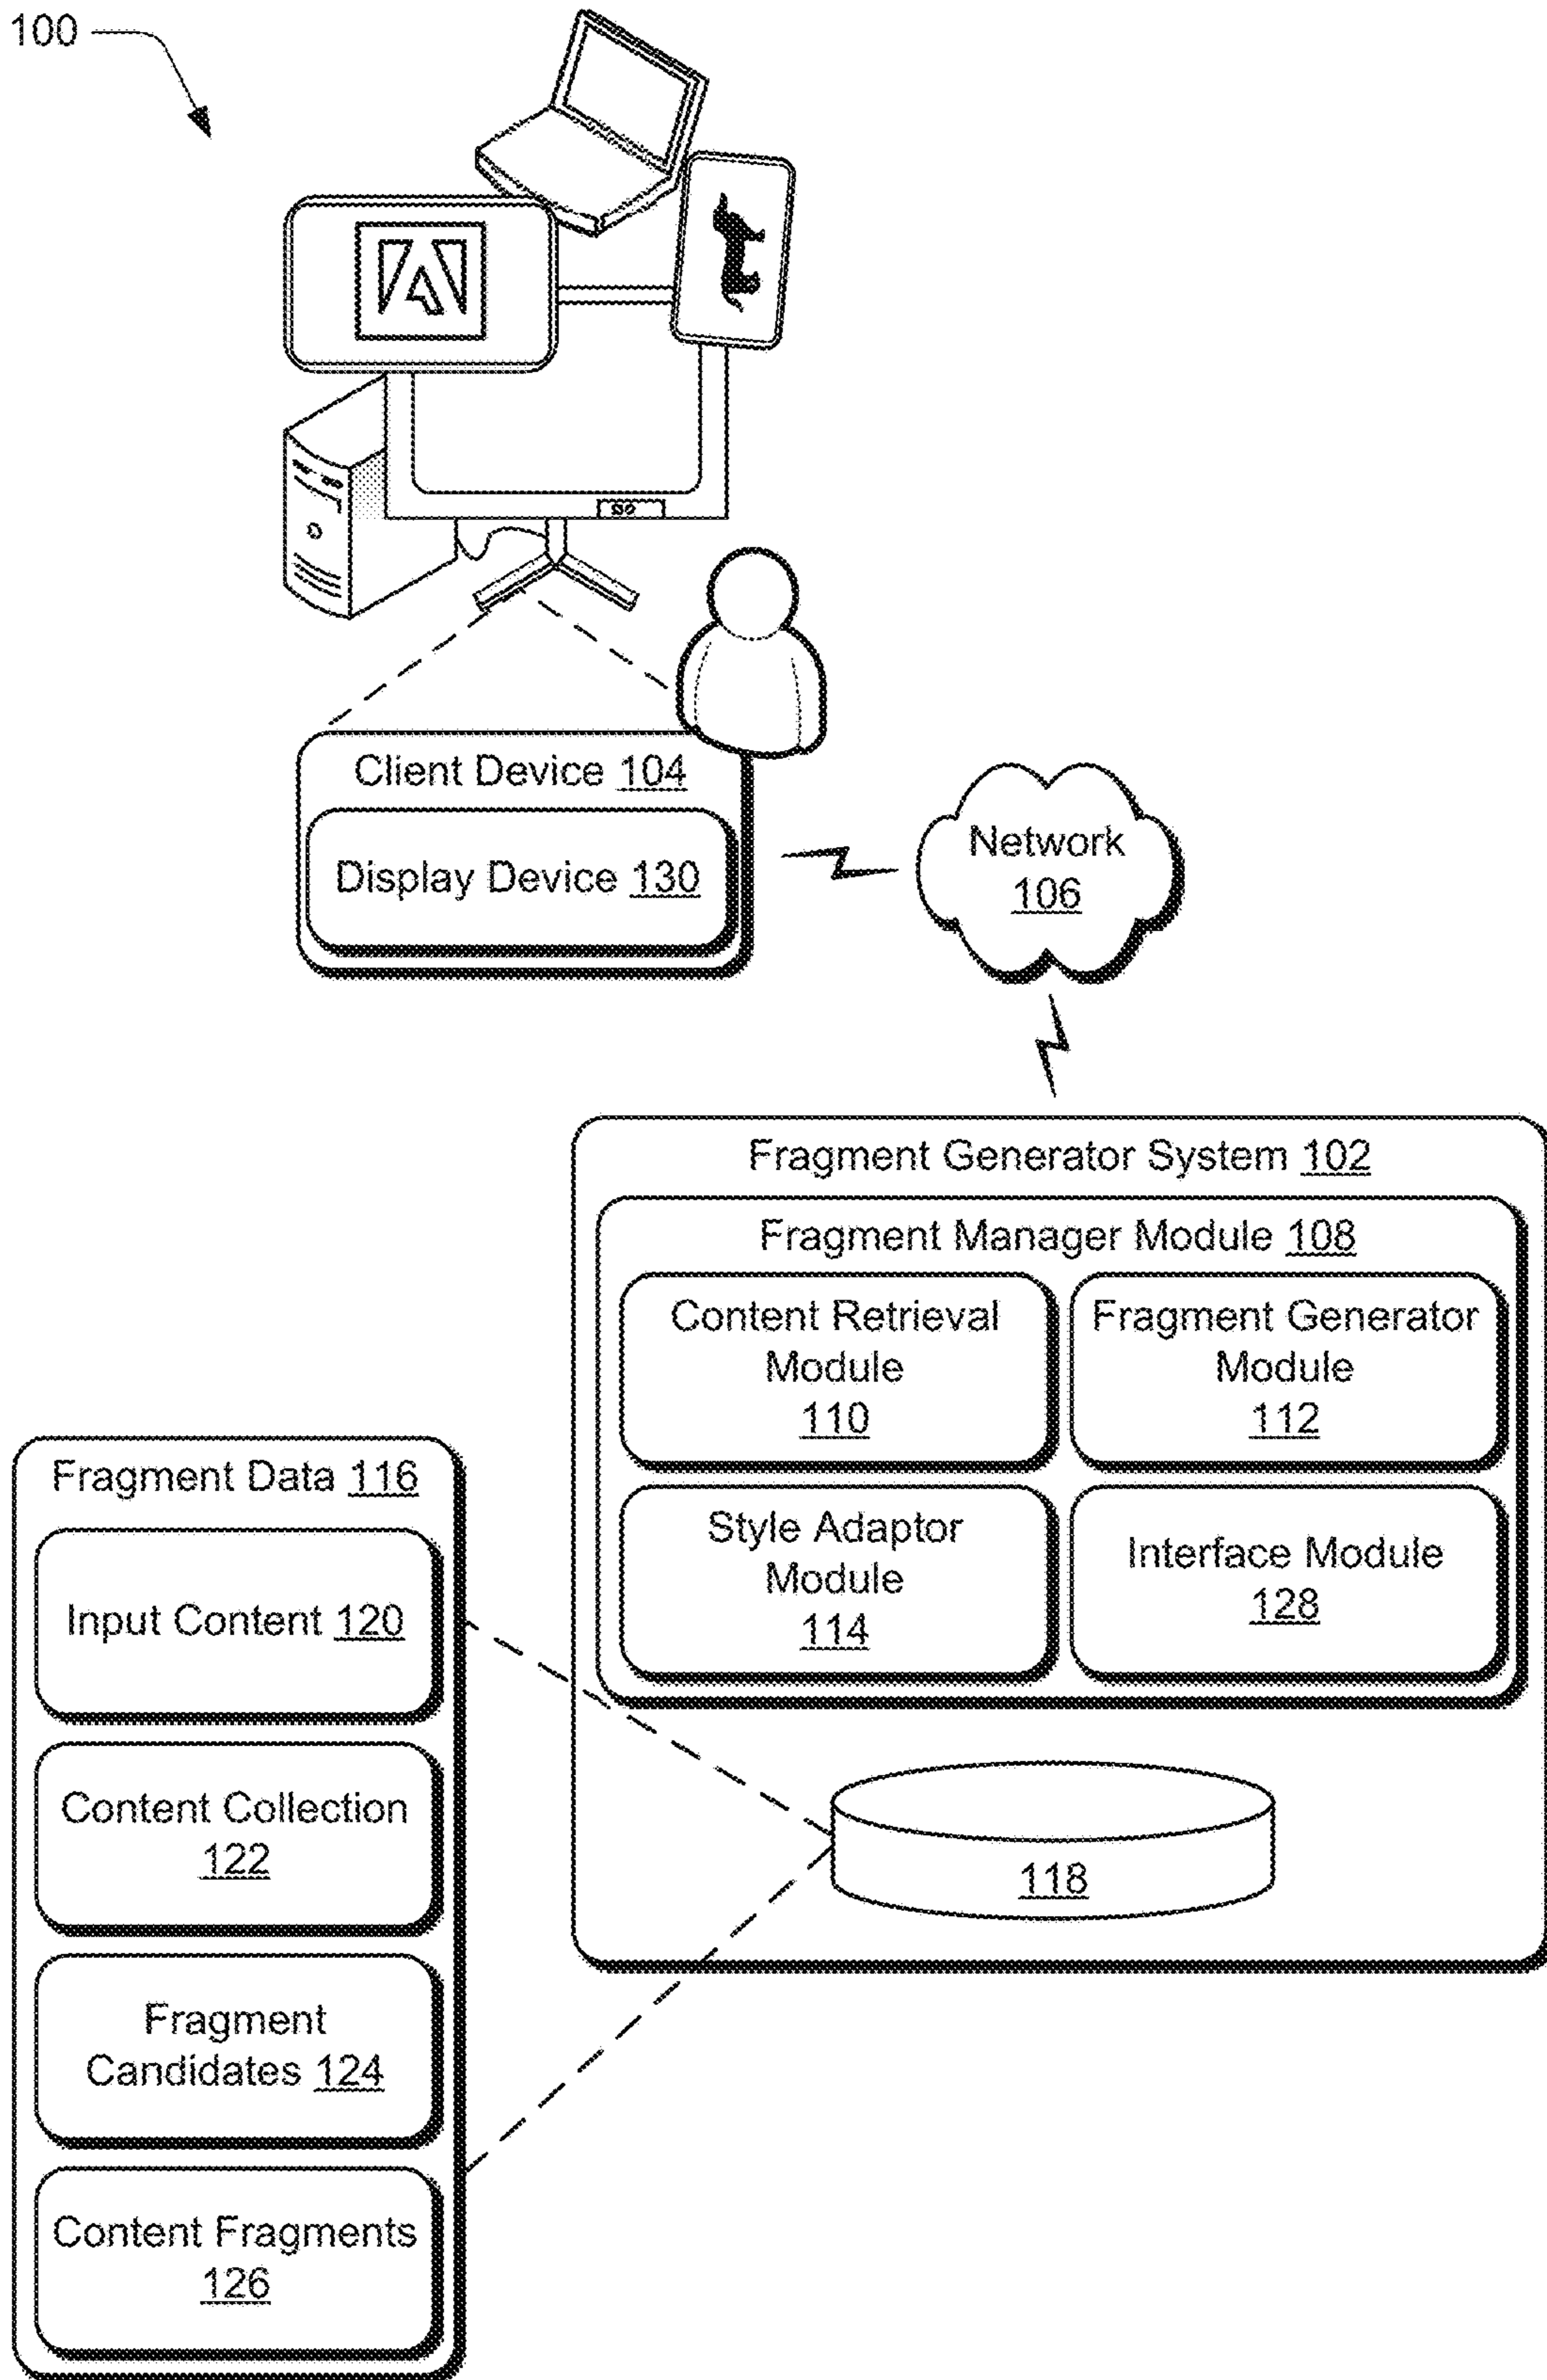 100
Client Device 104
Display Device 130
Network
106
Fragment Generator System 102
Fragment Manager Module 108
Content Retrieval
Module
110
Fragment Generator
Module
112
Style Adaptor
Module
114
Interface Module
128
118
Fragment Data 116
Input Content 120
Content Collection
122
Fragment
Candidates 124
Content Fragments
126